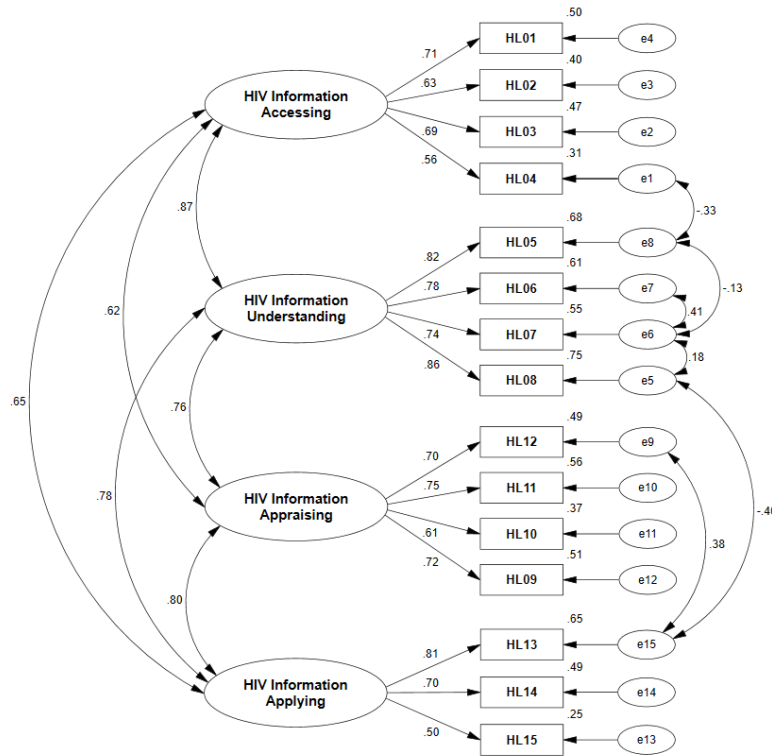 .50
HL01
e4
.71
.40
HIV Information
Accessing
.63
HL02
e3
.47
.69
HL03
e2
.31
.56
HL04
e1
.87
-.33
.68
.82
HL05
e8
.61
.78
HL06
e7
-.13
HIV Information
Understanding
.55
.41
.62
.74
HL07
e6
.75
.18
.86
HL08
e5
.65
.76
.49
.70
HL12
e9
.78
.56
.75
HL11
e10
HIV Information
Appraising
.37
-.40
.61
HL10
e11
.38
.51
.72
HL09
e12
.80
.65
.81
HL13
e15
.49
HIV Information
Applying
.70
HL14
e14
.25
.50
HL15
e13